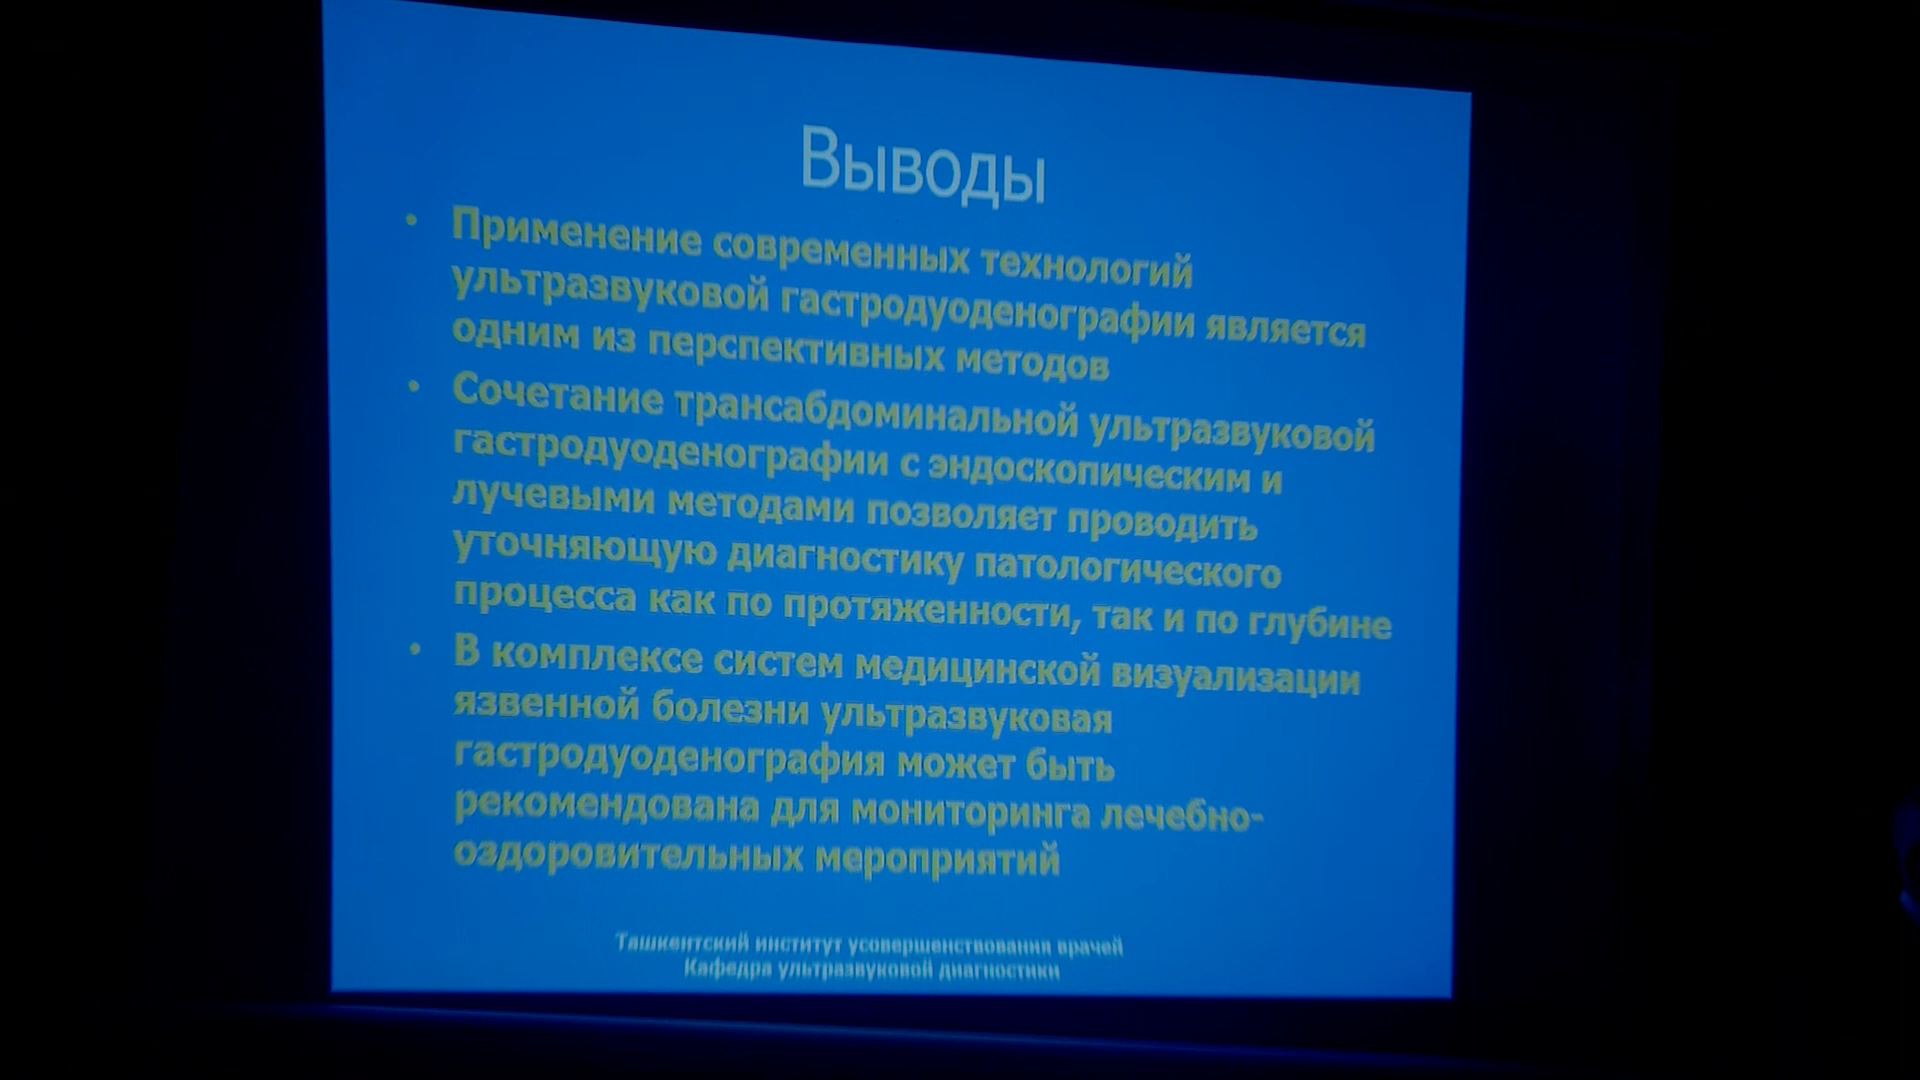 Выводы
• Применение современных технологий
ультразвуковой гастродуоденографии является
одним из перспективных методов
• Сочетание трансабдоминальной ультразвуковой
гастродуоденографии с эндоскопическим и
лучевыми методами позволяет проводить
уточняющую диагностику патологического
процесса как по протяженности, так и по глубине
• В комплексе систем медицинской визуализации
язвенной болезни ультразвуковая
гастродуоденография может быть
рекомендована для мониторинга лечебно-
оздоровительных мероприятий
Ташкентский институт усовершенствования врачей
Кафедра ультразвуковой диагностики